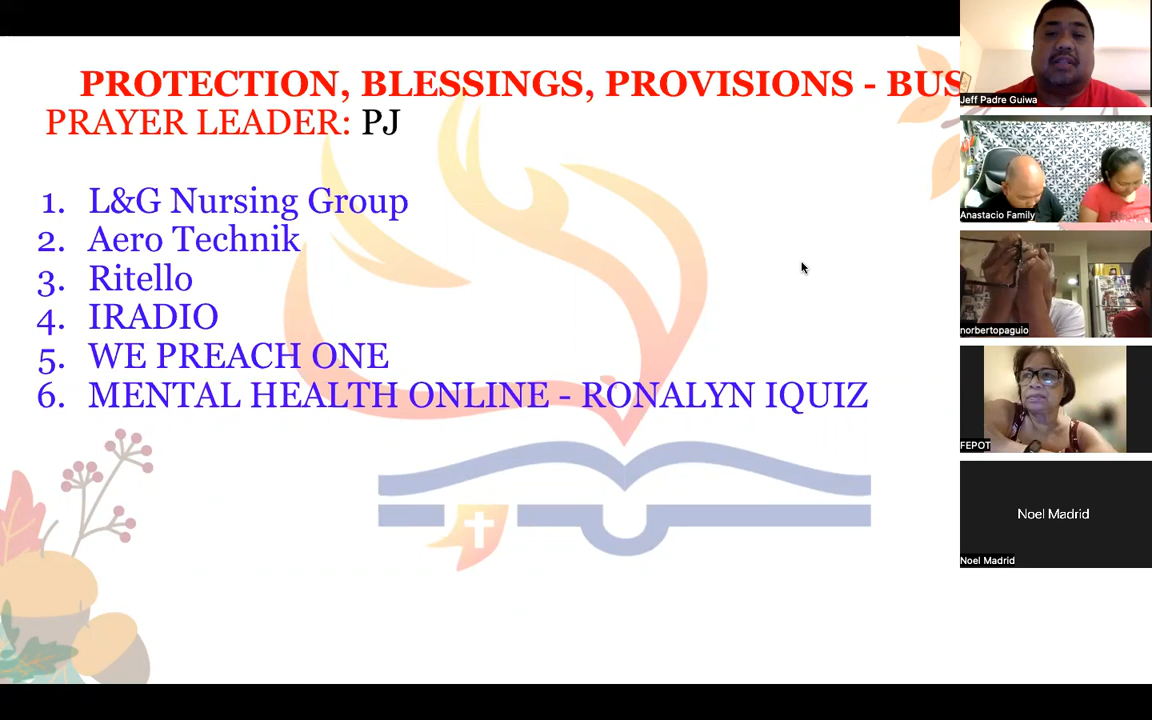 PROTECTION, BLESSINGS, PROVISIONS - BUS
PRAYER LEADER: PJ
1. L&G Nursing Group
2. Aero Technik
3. Ritello
4. IRADIO
5. WE PREACH ONE
6. MENTAL HEALTH ONLINE - RONALYN IQUIZ
Jeff Padre Guiwa
Anastacio Family
norbertopaguio
FEPOT
Noel Madrid
Noel Madrid